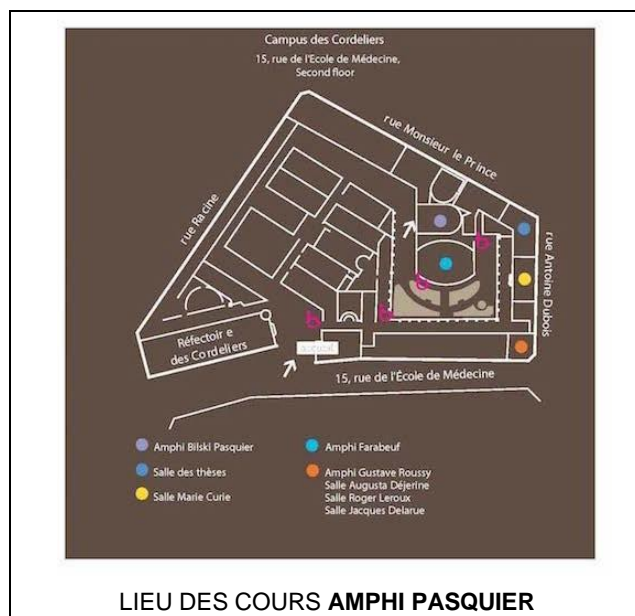 Campus des Cordeliers
15, rue de l'Ecole de Médecine,
Second floor
rue Monsieur le Prince
rue Racine
rue Antoine Dubois
Réfectoire
des Cordeliers
15, rue de l'École de Médecine
Amphi Bilski Pasquier
Salle des thèses
Salle Marie Curie
Amphi Farabeuf
Amphi Gustave Roussy
Salle Augusta Déjerine
Salle Roger Leroux
Salle Jacques Delarue
LIEU DES COURS AMPHI PASQUIER